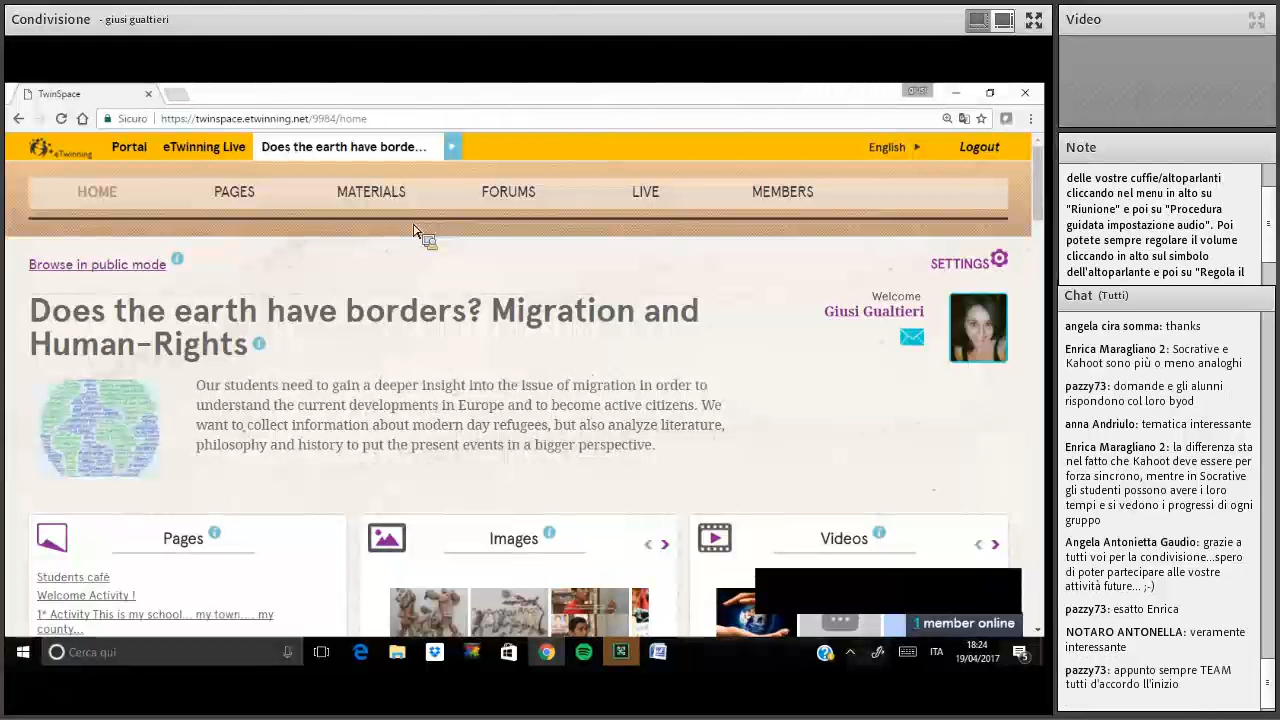 Condivisione - giusi gualtieri
TwinSpace
giusi
Sicuro https://twinspace.etwinning.net/9984/home
eTwinning Portal eTwinning Live Does the earth have borde... English Logout
HOME PAGES MATERIALS FORUMS LIVE MEMBERS
Browse in public mode
SETTINGS
Does the earth have borders? Migration and
Human-Rights
Welcome
Giusi Gualtieri
Our students need to gain a deeper insight into the issue of migration in order to
understand the current developments in Europe and to become active citizens. We
want to collect information about modern day refugees, but also analyze literature,
philosophy and history to put the present events in a bigger perspective.
Pages
Students cafè
Welcome Activity !
1* Activity This is my school... my town.... my
county...
Images
Videos
1 member online
Cerca qui
ITA
18:24
19/04/2017
5
Video
Note
delle vostre cuffie/altoparlanti
cliccando nel menu in alto su
"Riunione" e poi su "Procedura
guidata impostazione audio". Poi
potete sempre regolare il volume
cliccando in alto sul simbolo
dell'altoparlante e poi su "Regola il
Chat (Tutti)
angela cira somma: thanks
Enrica Maragliano 2: Socrative e
Kahoot sono più o meno analoghi
pazzy73: domande e gli alunni
rispondono col loro byod
anna Andriulo: tematica interessante
Enrica Maragliano 2: la differenza sta
nel fatto che Kahoot deve essere per
forza sincrono, mentre in Socrative
gli studenti possono avere i loro
tempi e si vedono i progressi di ogni
gruppo
Angela Antonietta Gaudio: grazie a
tutti voi per la condivisione...spero
di poter partecipare alle vostre
attività future... ;-)
pazzy73: esatto Enrica
NOTARO ANTONELLA: veramente
interessante
pazzy73: appunto sempre TEAM
tutti d'accordo ll'inizio